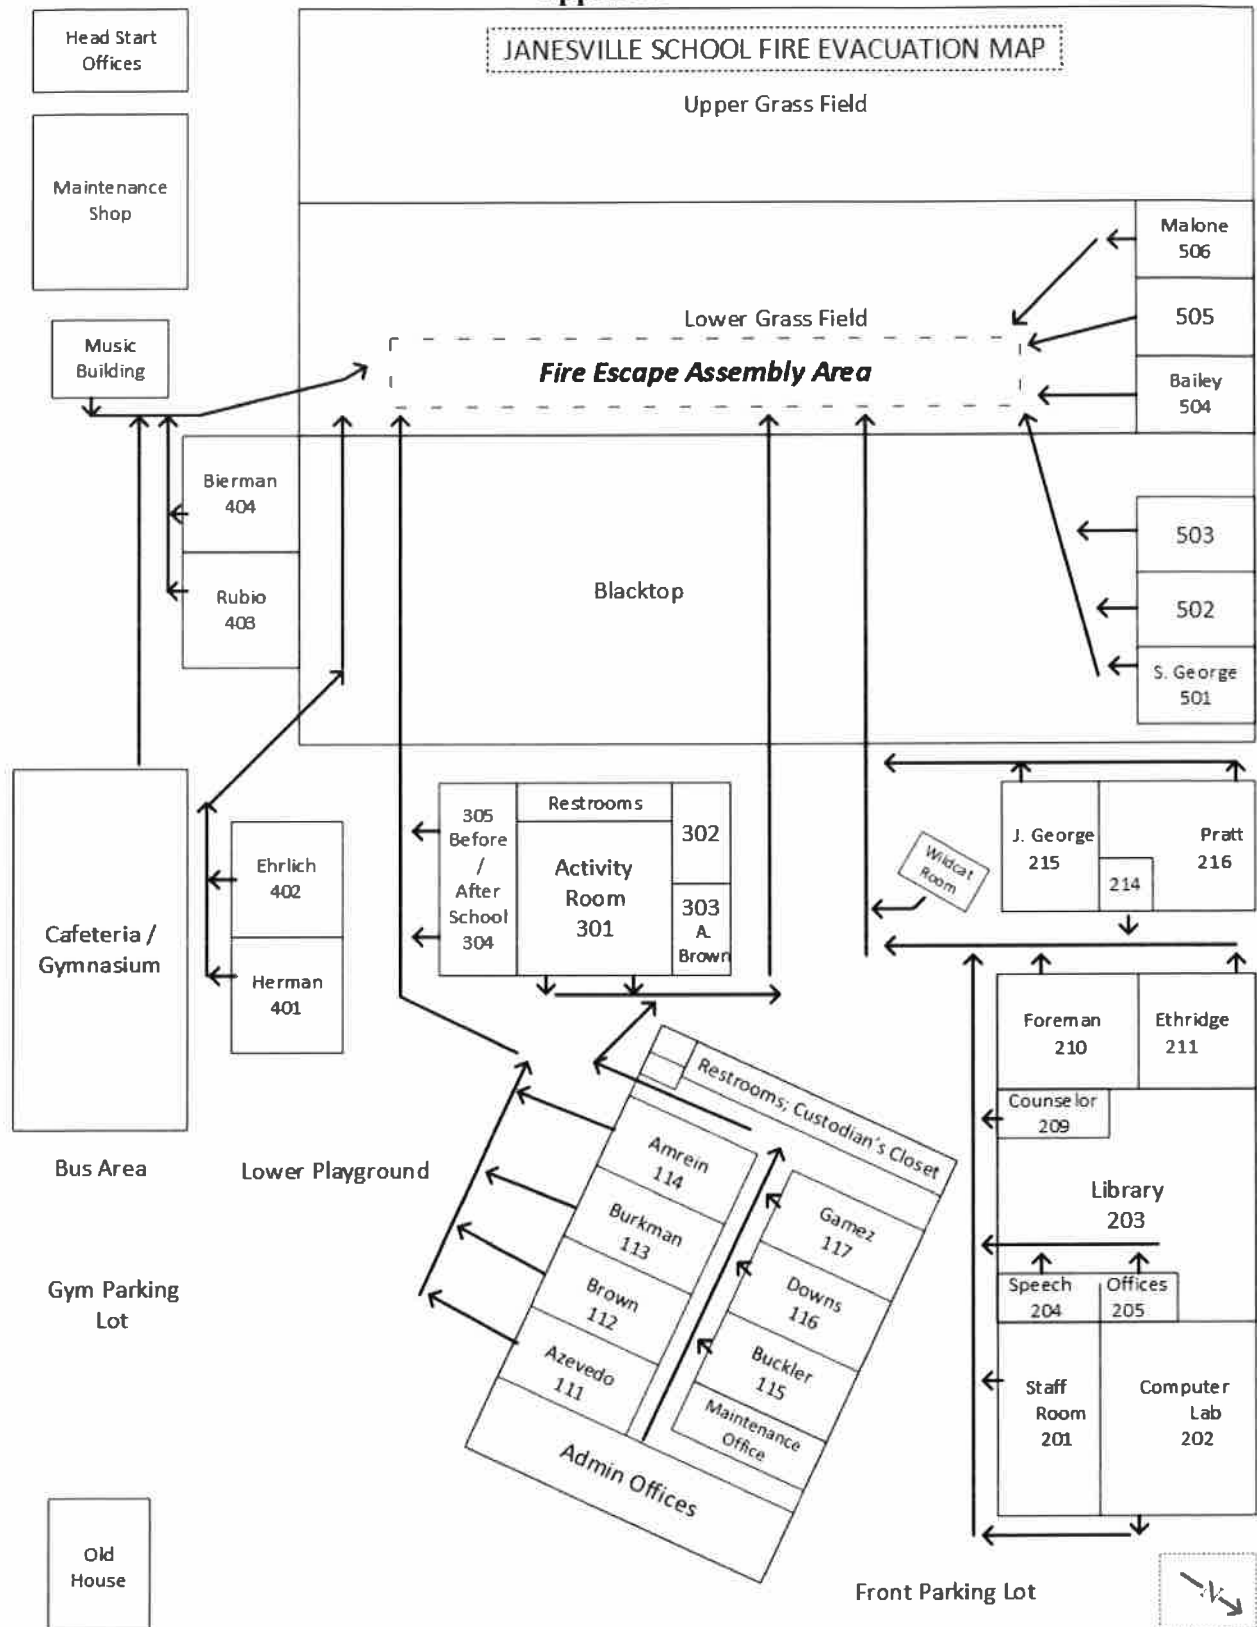 Head Start
Offices
JANESVILLE SCHOOL FIRE EVACUATION MAP
Upper Grass Field
Maintenance
Shop
Malone
506
Lower Grass Field
505
Music
Building
Fire Escape Assembly Area
Bailey
504
Bierman
404
503
Rubio
403
Blacktop
502
S. George
501
305
Before
/
After
School
304
Restrooms
302
Activity
Room
301
303
A.
Brown
Wildcat
Room
J. George
215
Pratt
216
214
Ehrlich
402
Cafeteria /
Gymnasium
Herman
401
Foreman
210
Ethridge
211
Restrooms; Custodian's Closet
Counselor
209
Bus Area
Lower Playground
Amrein
114
Library
203
Burkman
113
Gamez
117
Gym Parking
Lot
Brown
112
Downs
116
Speech
204
Offices
205
Azevedo
111
Buckler
115
Staff
Room
201
Computer
Lab
202
Maintenance
Office
Admin Offices
Old
House
Front Parking Lot
N